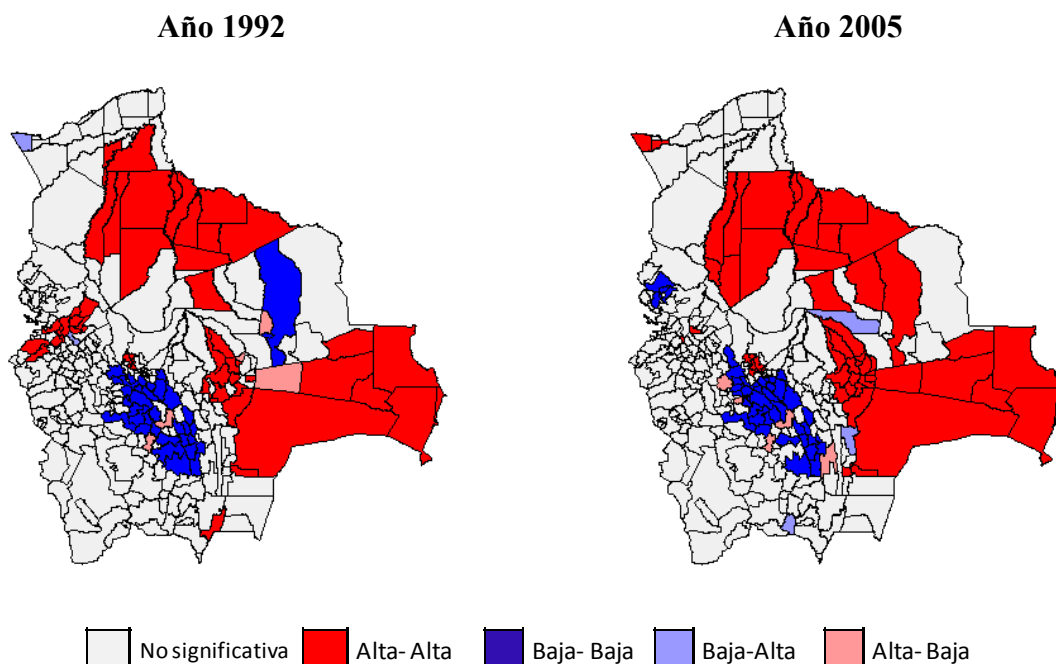 Año 1992
Año 2005
No significativa
Alta- Alta
Baja- Baja
Baja-Alta
Alta- Baja